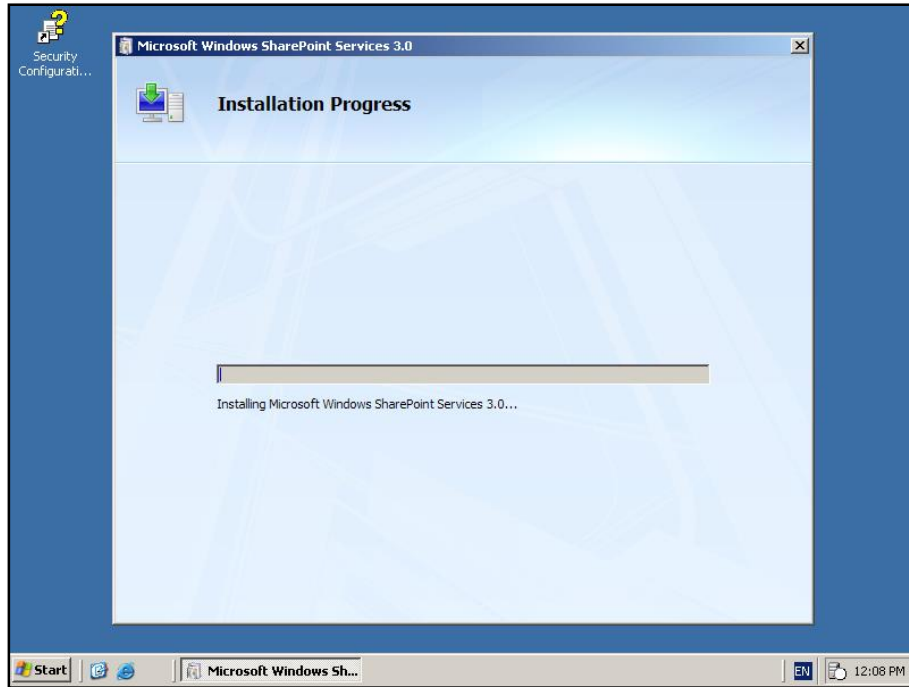 Security
Configurati...
Microsoft Windows SharePoint Services 3.0
Installation Progress
Installing Microsoft Windows SharePoint Services 3.0...
Start
Microsoft Windows Sh...
EN
12:08 PM